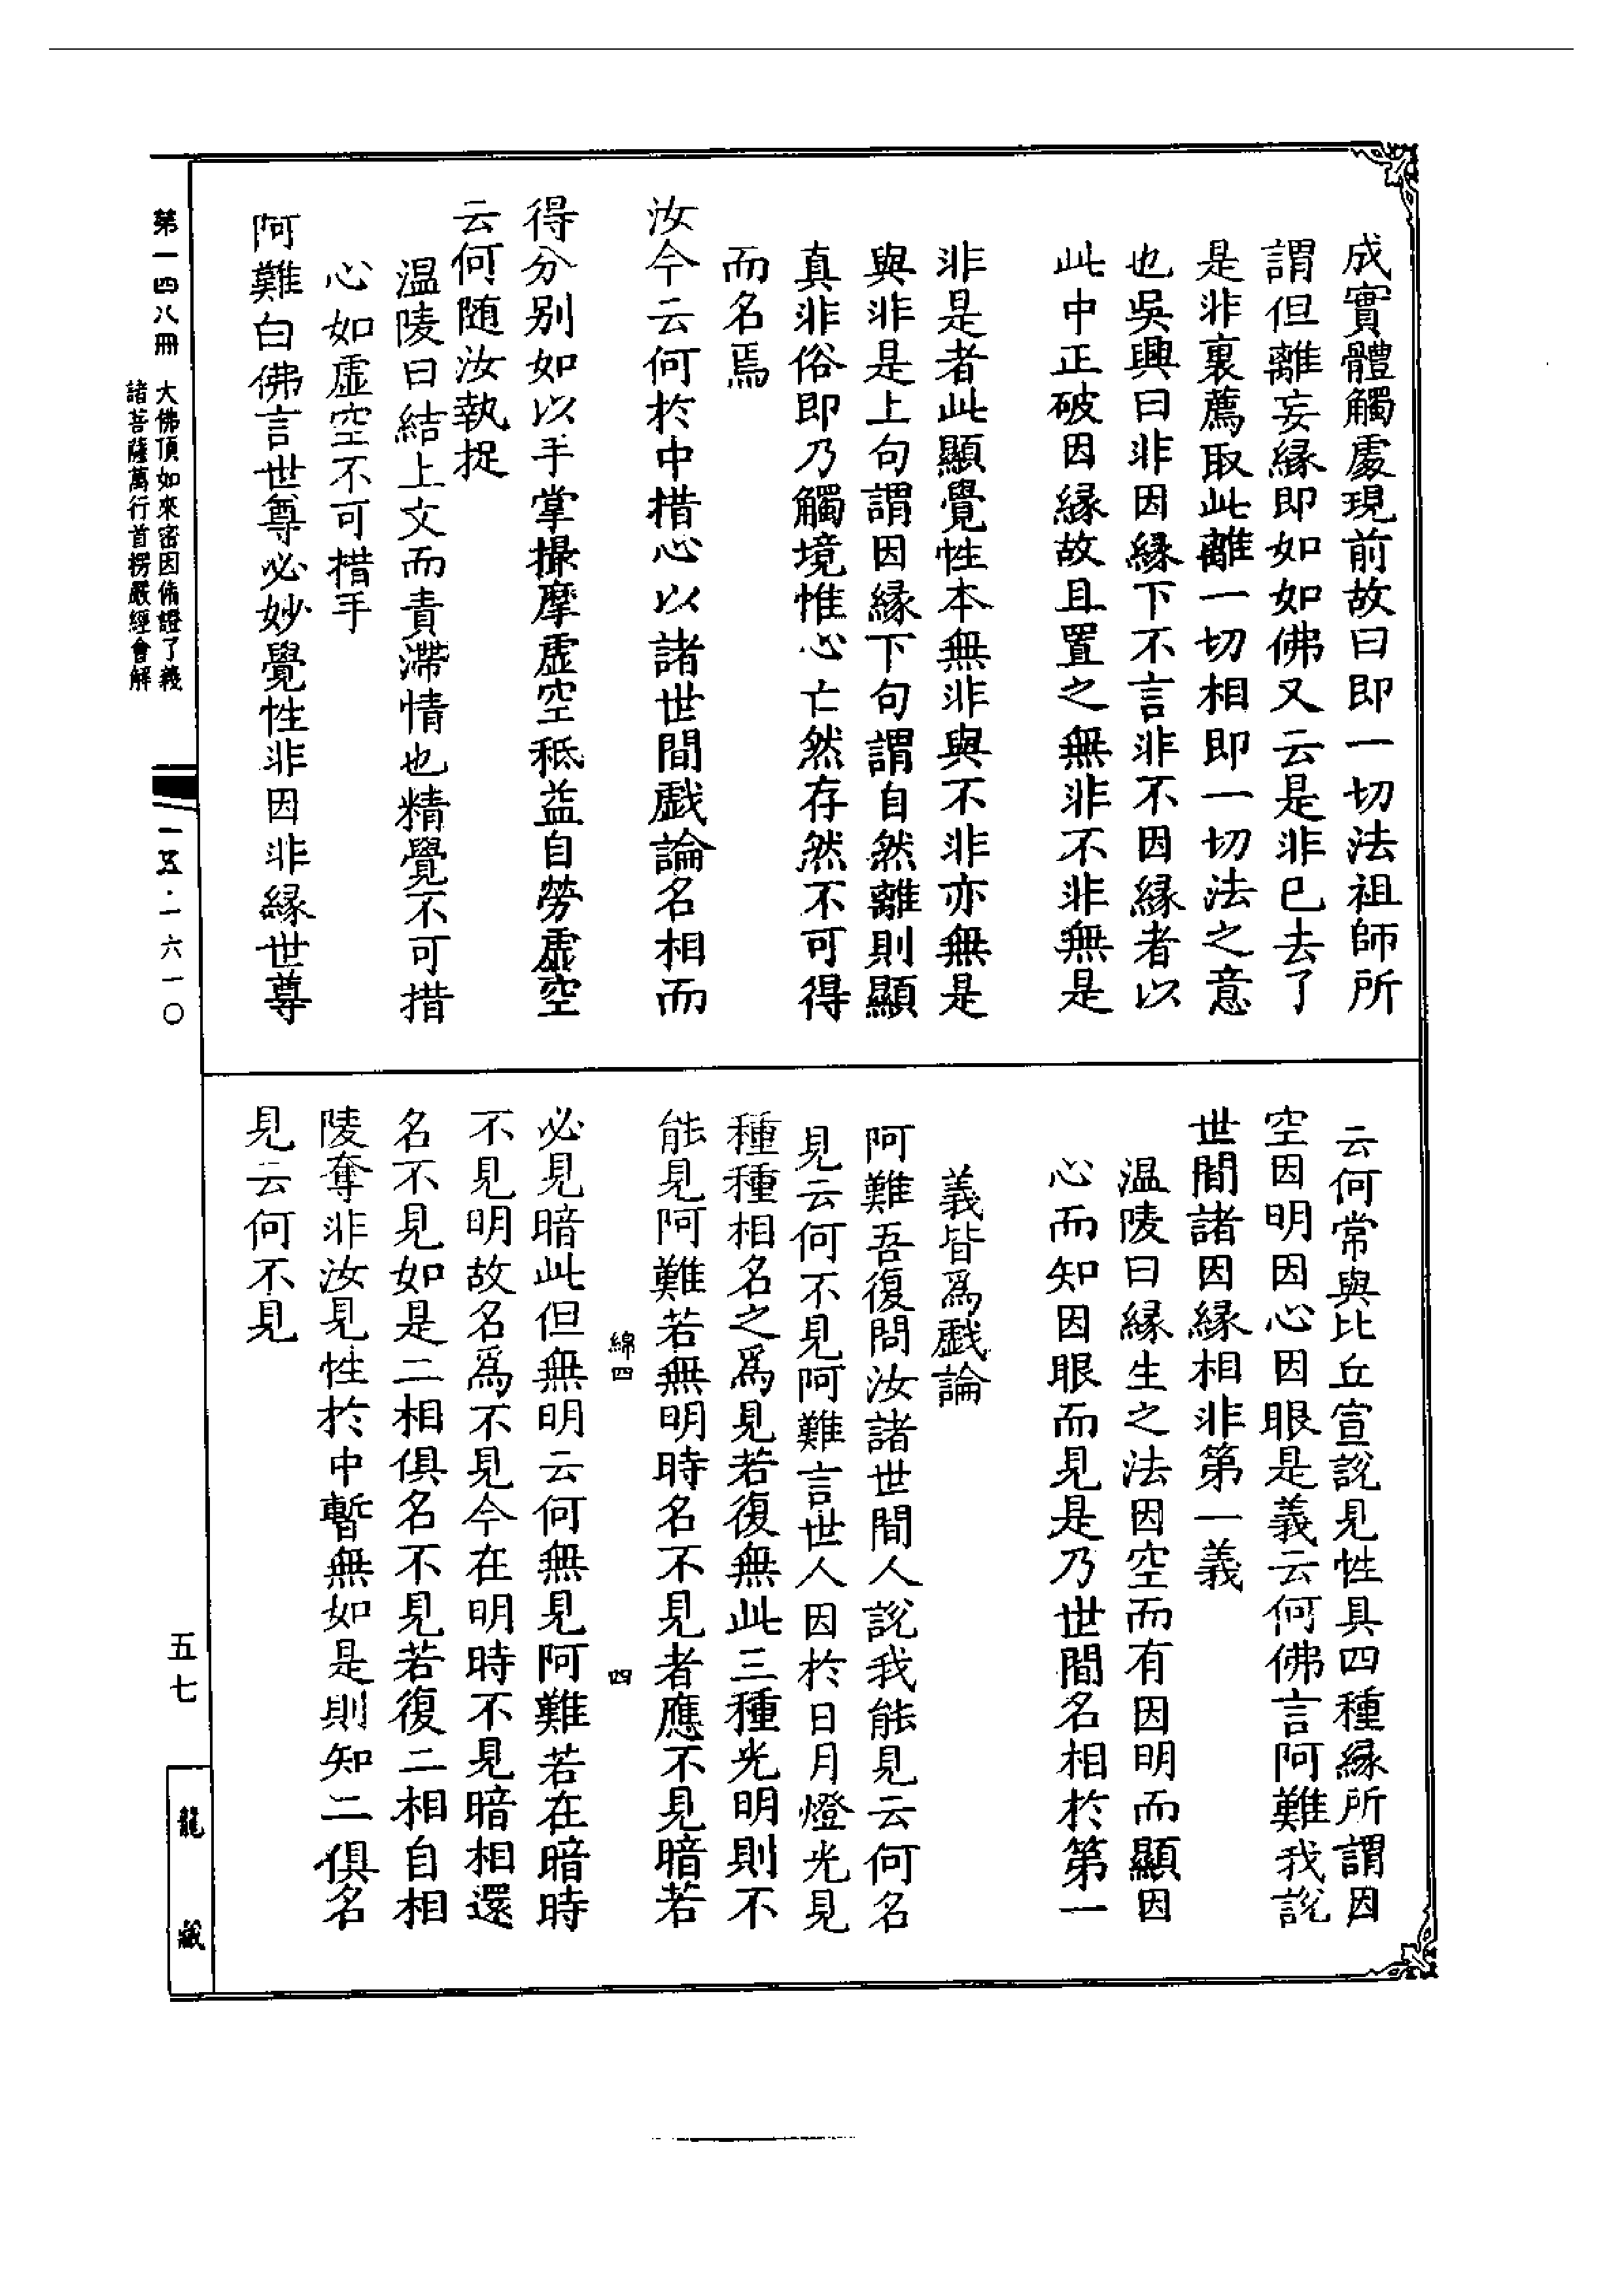 成實體觸處現前故曰即一切法祖師所
謂但離妄縁即如如佛又云是非已去了
是非裏薦取此離一切相即一切法之意
也吳興曰非因縁下不言非不因縁者以
此中正破因縁故且置之無非不非無是
非是者此顯覺性本無非與不非亦無是
與非是上句謂因縁下句謂自然離則顯
真非俗即乃觸境惟心亡然存然不可得
而名焉
汝今云何於中措心以諸世間戲論名相而
得分别如以手掌撮摩虛空秪益自勞虛空
云何随汝執捉
温陵曰結上文而責滯情也精覺不可措
心如虛空不可措手
阿難白佛言世尊必妙覺性非因非縁世尊
云何常與比丘宣說見性具四種縁所謂因
空因明因心因眼是義云何佛言阿難我說
世間諸因縁相非第一義
温陵曰縁生之法因空而有因明而顯因
心而知因眼而見是乃世間名相於第一
義皆爲戲論
阿難吾復問汝諸世間人說我能見云何名
見云何不見阿難言世人因於日月燈光見
種種相名之爲見若復無此三種光明則不
能見阿難若無明時名不見者應不見暗若
綿四 四
必見暗此但無明云何無見阿難若在暗時
不見明故名爲不見今在明時不見暗相還
名不見如是二相俱名不見若復二相自相
陵奪非汝見性於中暫無如是則知二俱名
見云何不見
第一四八冊
大佛頂如來密因脩證了義
諸菩薩萬行首楞嚴經會解
一五·一六一〇
五七
龍藏